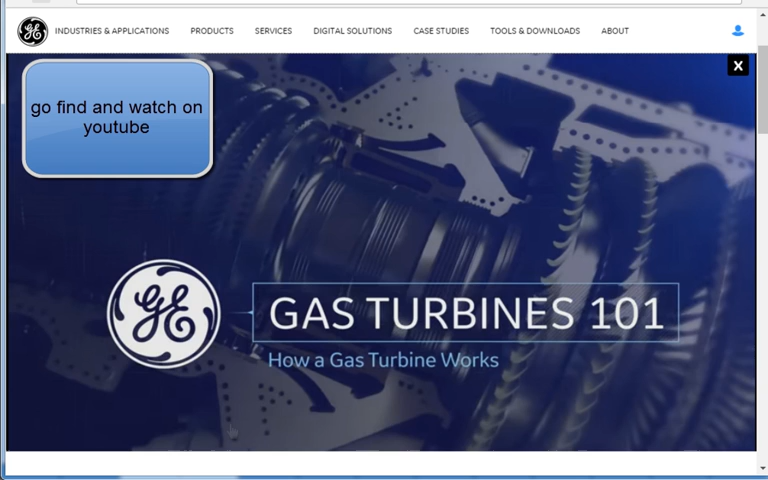 INDUSTRIES & APPLICATIONS PRODUCTS SERVICES DIGITAL SOLUTIONS CASE STUDIES TOOLS & DOWNLOADS ABOUT
X
go find and watch on
youtube
GE
GAS TURBINES 101
How a Gas Turbine Works